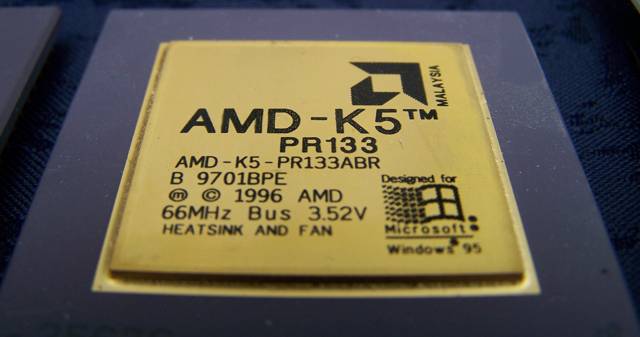 MALAYSIA
AMD-K5™
PR133
AMD-K5-PR133ABR
B 9701BPE
ⓜ © 1996 AMD
66MHz Bus 3.52V
HEATSINK AND FAN
Designed for
Microsoft®
Windows® 95